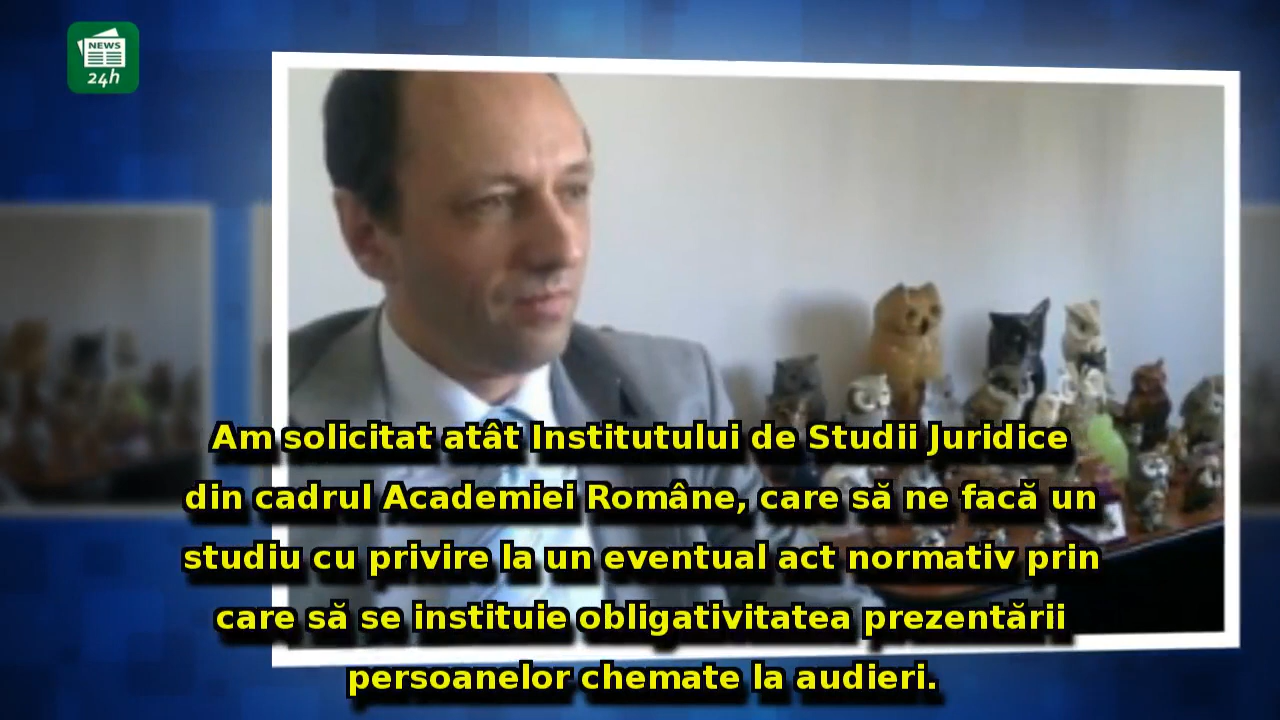 NEWS
24h
Am solicitat atât Institutului de Studii Juridice
din cadrul Academiei Române, care să ne facă un
studiu cu privire la un eventual act normativ prin
care să se instituie obligativitatea prezentării
persoanelor chemate la audieri.